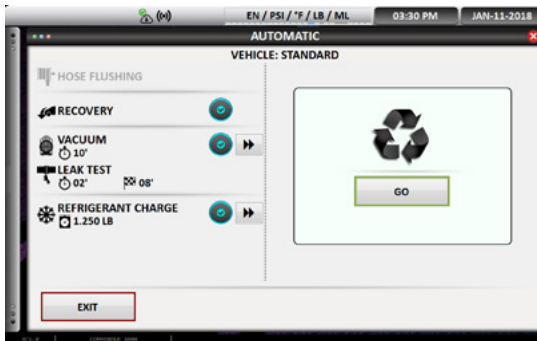 EN / PSI / °F / LB / ML 03:30 PM JAN-11-2018
AUTOMATIC
VEHICLE: STANDARD
HOSE FLUSHING
RECOVERY
VACUUM
10'
LEAK TEST
02' 08'
REFRIGERANT CHARGE
1.250 LB
GO
EXIT